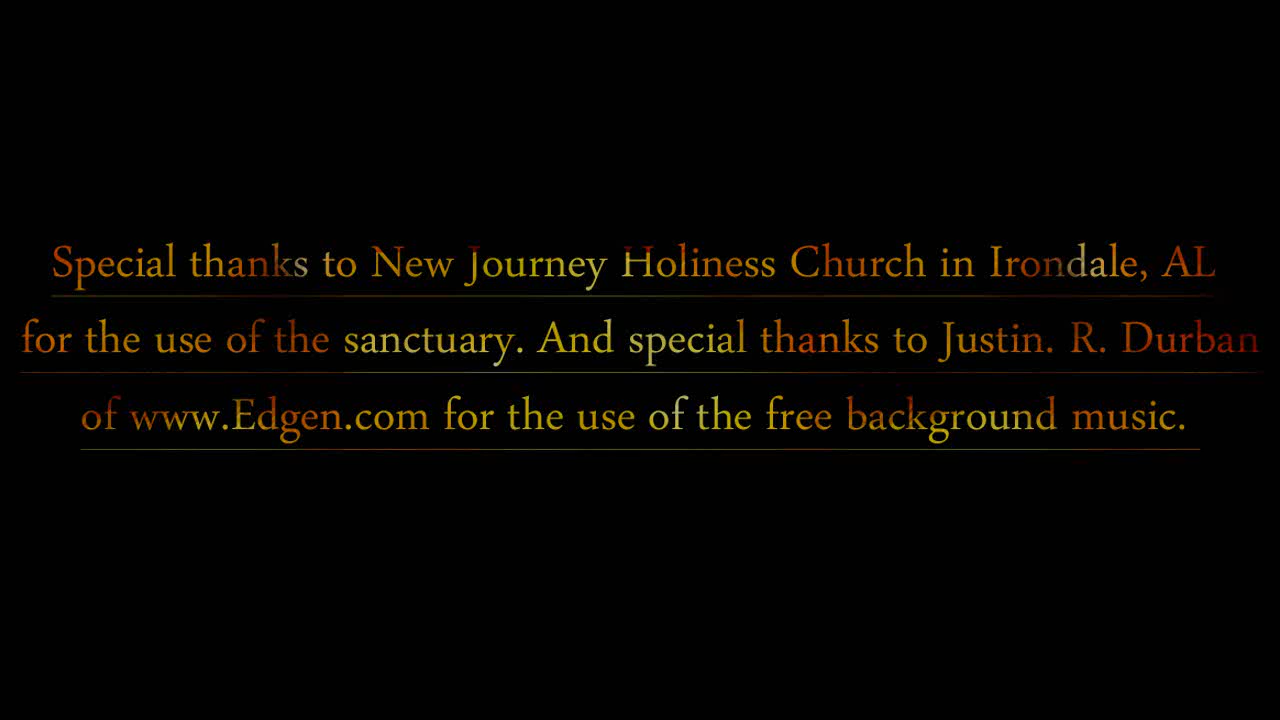 Special thanks to New Journey Holiness Church in Irondale, AL
for the use of the sanctuary. And special thanks to Justin. R. Durban
of www.Edgen.com for the use of the free background music.